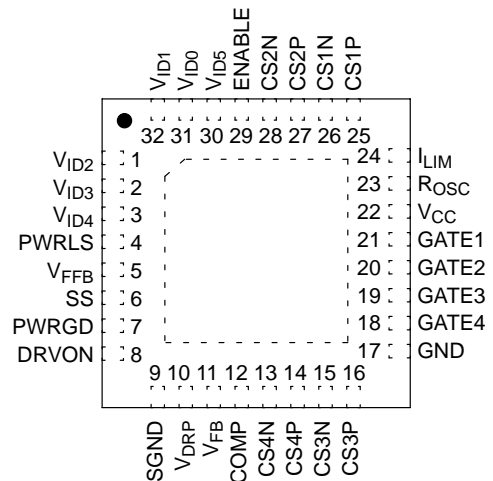 VID1 VID0 VID5 ENABLE CS2N CS2P CS1N CS1P
32 31 30 29 28 27 26 25
VID2 1 24 ILIM
VID3 2 23 ROSC
VID4 3 22 VCC
PWRLS 4 21 GATE1
VFFB 5 20 GATE2
SS 6 19 GATE3
PWRGD 7 18 GATE4
DRVON 8 17 GND
9 10 11 12 13 14 15 16
SGND VDRP VFB COMP CS4N CS4P CS3N CS3P